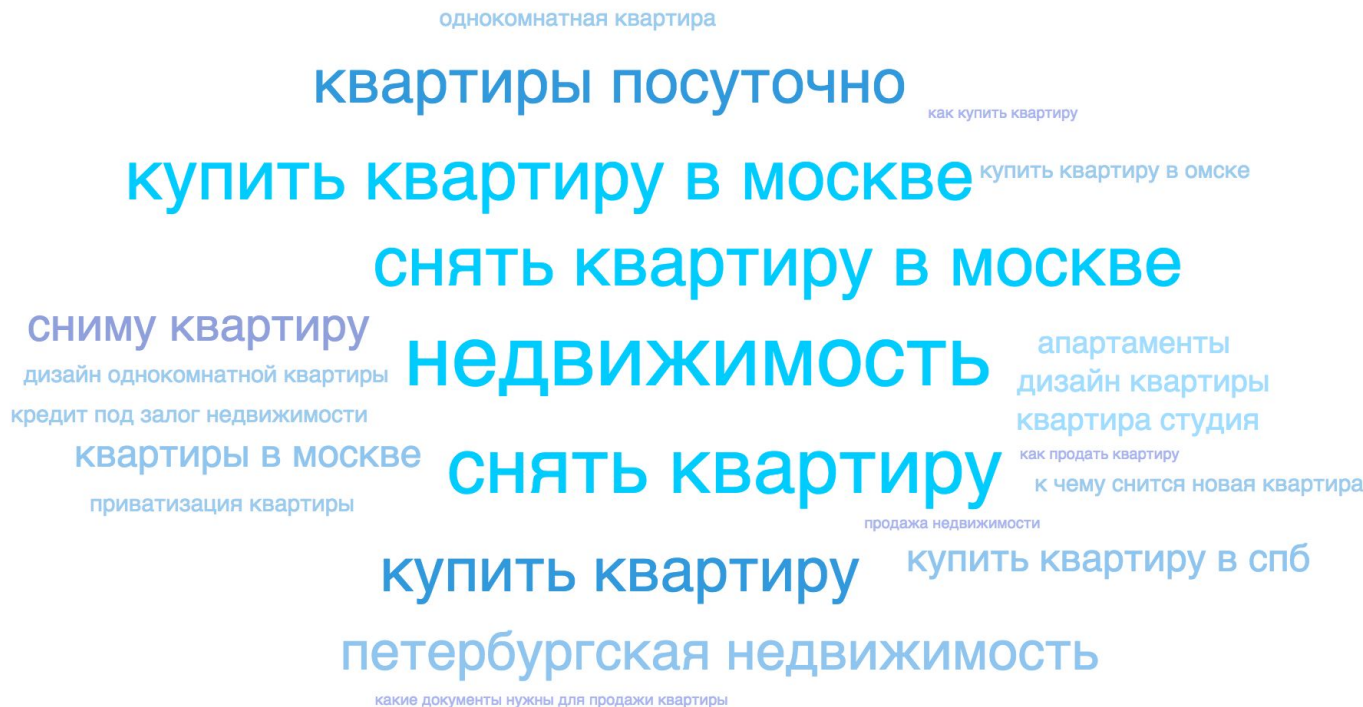 однокомнатная квартира
квартиры посуточно
как купить квартиру
купить квартиру в москве
купить квартиру в омске
снять квартиру в москве
сниму квартиру
недвижимость
апартаменты
дизайн однокомнатной квартиры
дизайн квартиры
кредит под залог недвижимости
квартира студия
квартиры в москве
снять квартиру
как продать квартиру
к чему снится новая квартира
приватизация квартиры
продажа недвижимости
купить квартиру
купить квартиру в спб
петербургская недвижимость
какие документы нужны для продажи квартиры